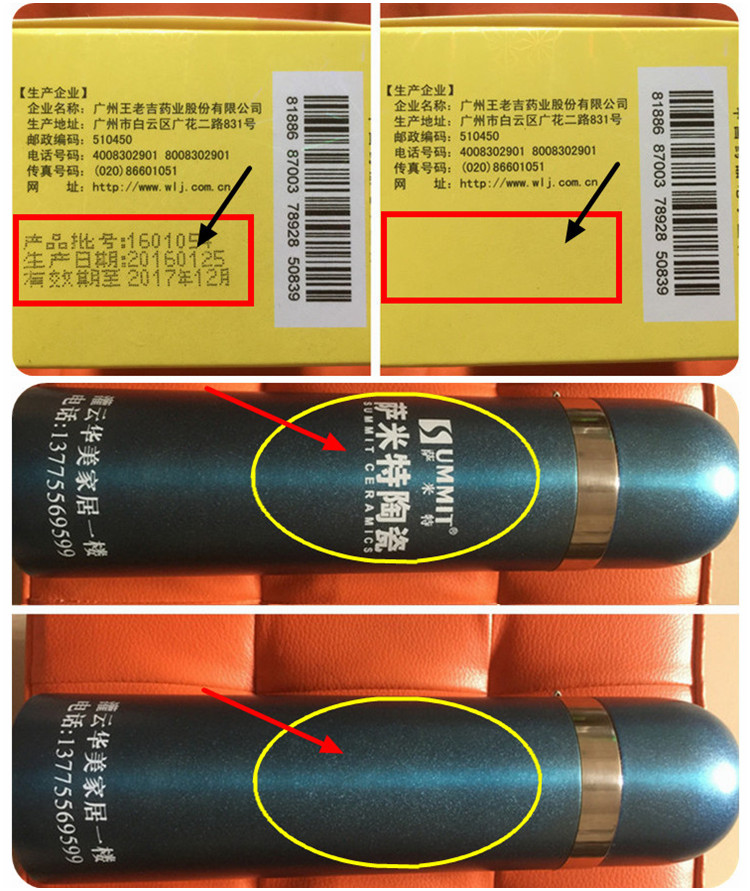 【生产企业】
企业名称: 广州王老吉药业股份有限公司
生产地址: 广州市白云区广花二路831号
邮政编码: 510450
电话号码: 4008302901 8008302901
传真号码: (020)86601051
网 址: http://www.wlj.com.cn
产品批号:160105
生产日期:20160125
有效期至 2017年12月
81886 87003 78928 50839
【生产企业】
企业名称: 广州王老吉药业股份有限公司
生产地址: 广州市白云区广花二路831号
邮政编码: 510450
电话号码: 4008302901 8008302901
传真号码: (020)86601051
网 址: http://www.wlj.com.cn
81886 87003 78928 50839
SUMMIT®
萨米特
萨米特陶瓷
SUMMIT CERAMICS
云华美家居一楼
电话:13775569599
云华美家居一楼
电话:13775569599